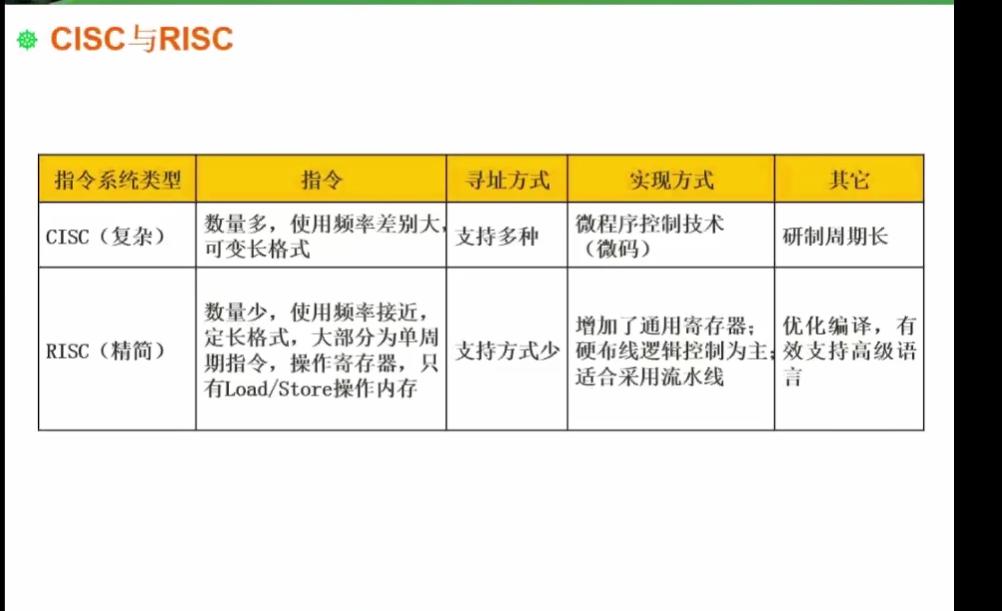 CISC与RISC
指令系统类型 指令 寻址方式 实现方式 其它
CISC（复杂）
数量多，使用频率差别大，
可变长格式
支持多种
微程序控制技术
（微码）
研制周期长
RISC（精简）
数量少，使用频率接近，
定长格式，大部分为单周
期指令，操作寄存器，只
有Load/Store操作内存
支持方式少
增加了通用寄存器；
硬布线逻辑控制为主；
适合采用流水线
优化编译，有
效支持高级语
言